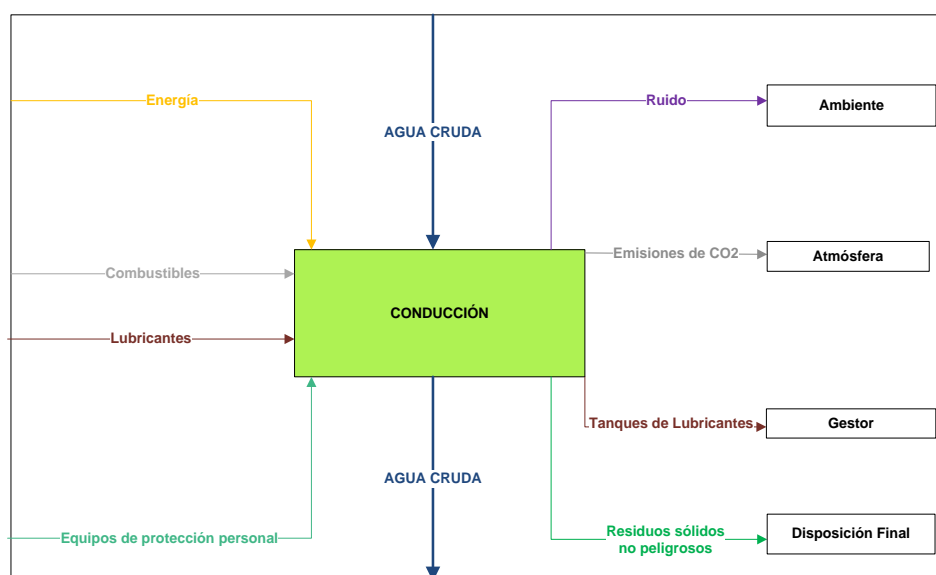 Energía
Ruido
Ambiente
AGUA CRUDA
Emisiones de CO2
Atmósfera
Combustibles
CONDUCCIÓN
Lubricantes
Tanques de Lubricantes
Gestor
AGUA CRUDA
Equipos de protección personal
Residuos sólidos
no peligrosos
Disposición Final